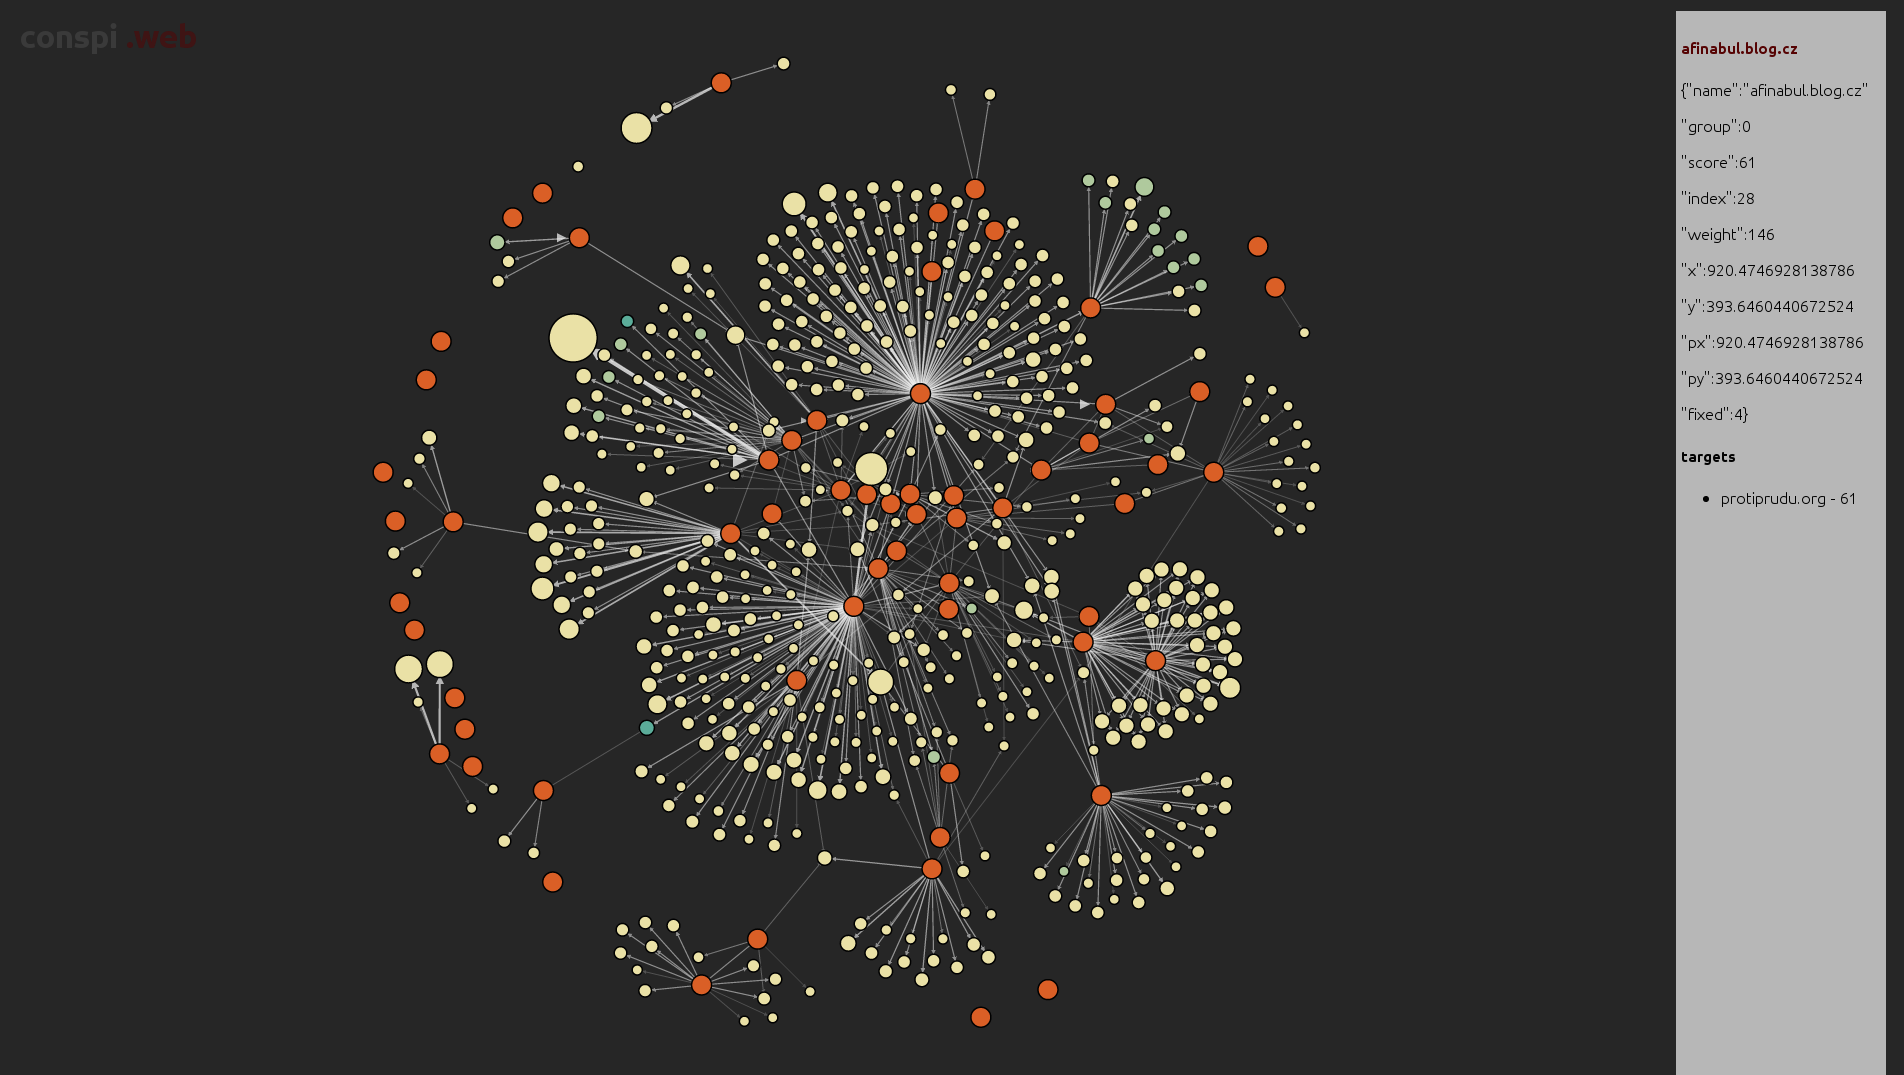 conspi .web
afinabul.blog.cz
{"name":"afinabul.blog.cz"
"group":0
"score":61
"index":28
"weight":146
"x":920.4746928138786
"y":393.6460440672524
"px":920.4746928138786
"py":393.6460440672524
"fixed":4}
targets
• protiprudu.org - 61